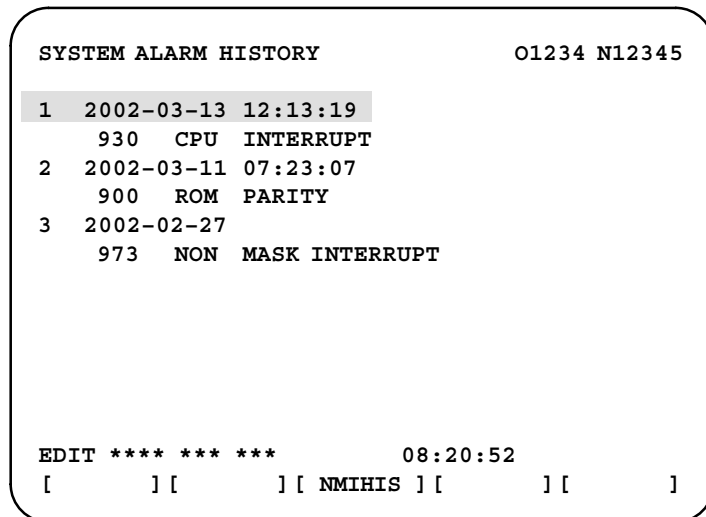 SYSTEM ALARM HISTORY O1234 N12345
1 2002-03-13 12:13:19
930 CPU INTERRUPT
2 2002-03-11 07:23:07
900 ROM PARITY
3 2002-02-27
973 NON MASK INTERRUPT
EDIT **** *** *** 08:20:52
[ ] [ ] [ NMIHIS ] [ ] [ ]